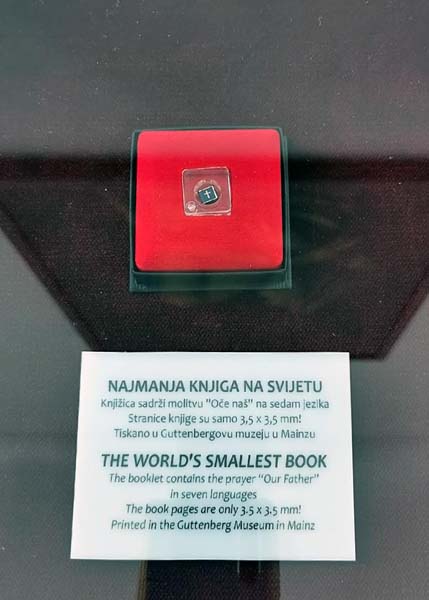 NAJMANJA KNJIGA NA SVIJETU
Knjižica sadrži molitvu "Oče naš" na sedam jezika
Stranice knjige su samo 3,5 x 3,5 mm!
Tiskano u Guttenbergovu muzeju u Mainzu
THE WORLD'S SMALLEST BOOK
The booklet contains the prayer "Our Father"
in seven languages
The book pages are only 3.5 x 3.5 mm!
Printed in the Guttenberg Museum in Mainz